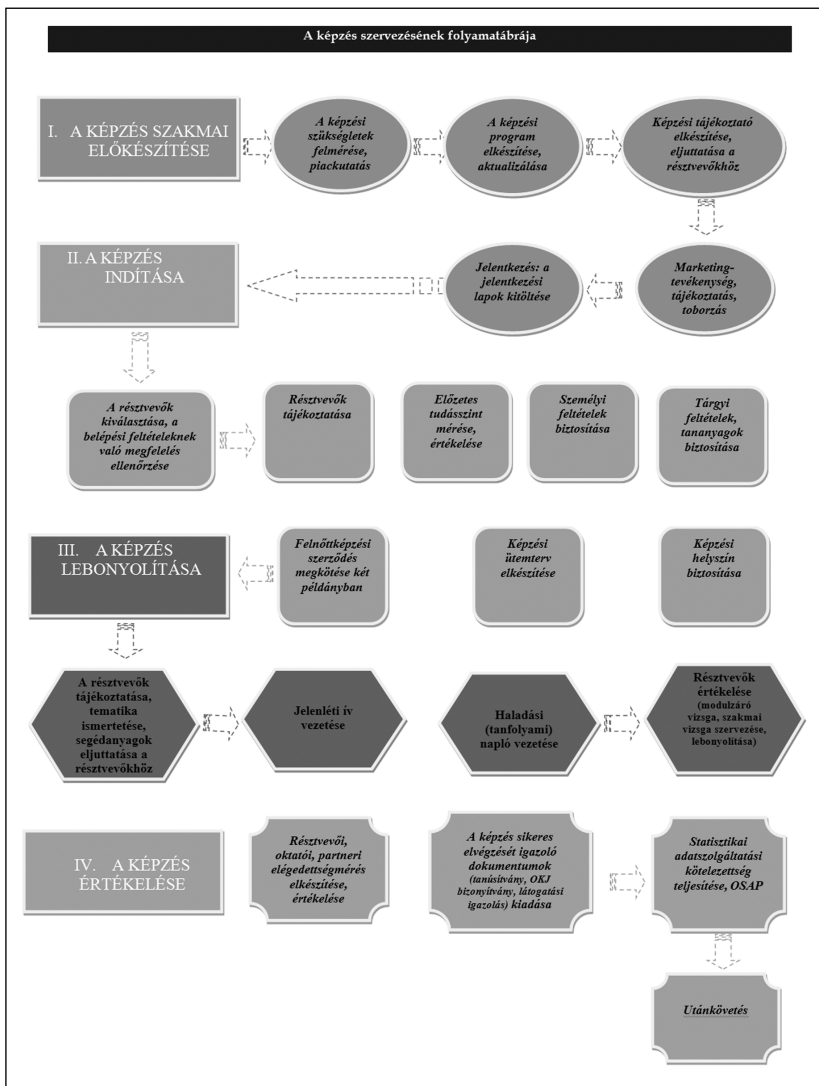 A képzés szervezésének folyamatábrája
I. A KÉPZÉS SZAKMAI
ELŐKÉSZÍTÉSE
A képzési
szükségletek
felmérése,
piackutatás
A képzési
program
elkészítése,
aktualizálása
Képzési tájékoztató
elkészítése,
eljuttatása a
résztvevőkhöz
II. A KÉPZÉS
INDÍTÁSA
Jelentkezés: a
jelentkezési
lapok kitöltése
Marketing-
tevékenység,
tájékoztatás,
toborzás
A résztvevők
kiválasztása, a
belépési feltételeknek
való megfelelés
ellenőrzése
Résztvevők
tájékoztatása
Előzetes
tudásszint
mérése,
értékelése
Személyi
feltételek
biztosítása
Tárgyi
feltételek,
tananyagok
biztosítása
III. A KÉPZÉS
LEBONYOLÍTÁSA
Felnőttképzési
szerződés
megkötése két
példányban
Képzési
ütemterv
elkészítése
Képzési
helyszín
biztosítása
A résztvevők
tájékoztatása,
tematika
ismertetése,
segédanyagok
eljuttatása a
résztvevőkhöz
Jelenléti ív
vezetése
Haladási
(tanfolyami)
napló vezetése
Résztvevők
értékelése
(modulzáró
vizsga, szakmai
vizsga szervezése,
lebonyolítása)
IV. A KÉPZÉS
ÉRTÉKELÉSE
Résztvevői,
oktatói, partneri
elégedettségmérés
elkészítése,
értékelése
A képzés sikeres
elvégzését igazoló
dokumentumok
(tanúsítvány, OKJ
bizonyítvány, látogatási
igazolás) kiadása
Statisztikai
adatszolgáltatási
kötelezettség
teljesítése, OSAP
Utánkövetés